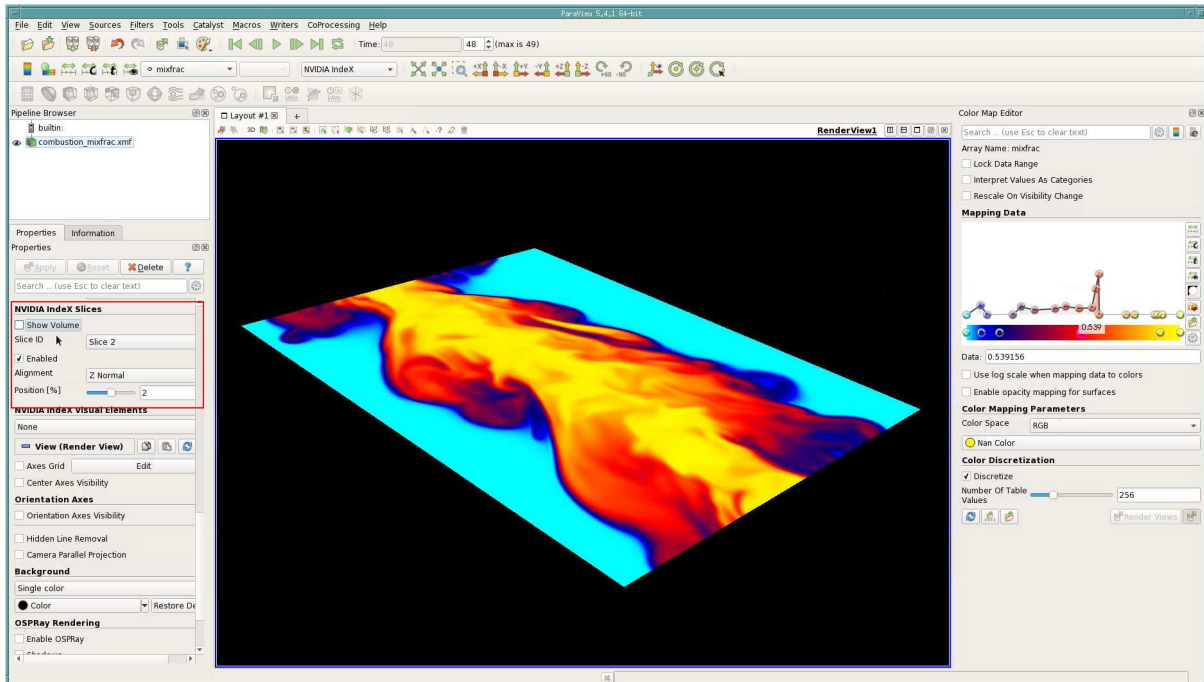 ParaView 5.4.1 64-bit
File Edit View Sources Filters Tools Catalyst Macros Writers CoProcessing Help
Time: 48 48 (max is 49)
mixfrac NVIDIA IndeX
Pipeline Browser
builtin:
combustion_mixfrac.xmf
Properties Information
Properties
Apply Reset Delete ?
Search ... (use Esc to clear text)
NVIDIA IndeX Slices
Show Volume
Slice ID Slice 2
Enabled
Alignment Z Normal
Position [%] 2
NVIDIA IndeX Visual Elements
None
View (Render View)
Axes Grid Edit
Center Axes Visibility
Orientation Axes
Orientation Axes Visibility
Hidden Line Removal
Camera Parallel Projection
Background
Single color
Color Restore De
OSPRay Rendering
Enable OSPRay
Layout #1 +
3D
RenderView1
Color Map Editor
Search ... (use Esc to clear text)
Array Name: mixfrac
Lock Data Range
Interpret Values As Categories
Rescale On Visibility Change
Mapping Data
0.539
Data: 0.539156
Use log scale when mapping data to colors
Enable opacity mapping for surfaces
Color Mapping Parameters
Color Space RGB
Nan Color
Color Discretization
Discretize
Number Of Table Values 256
Render Views